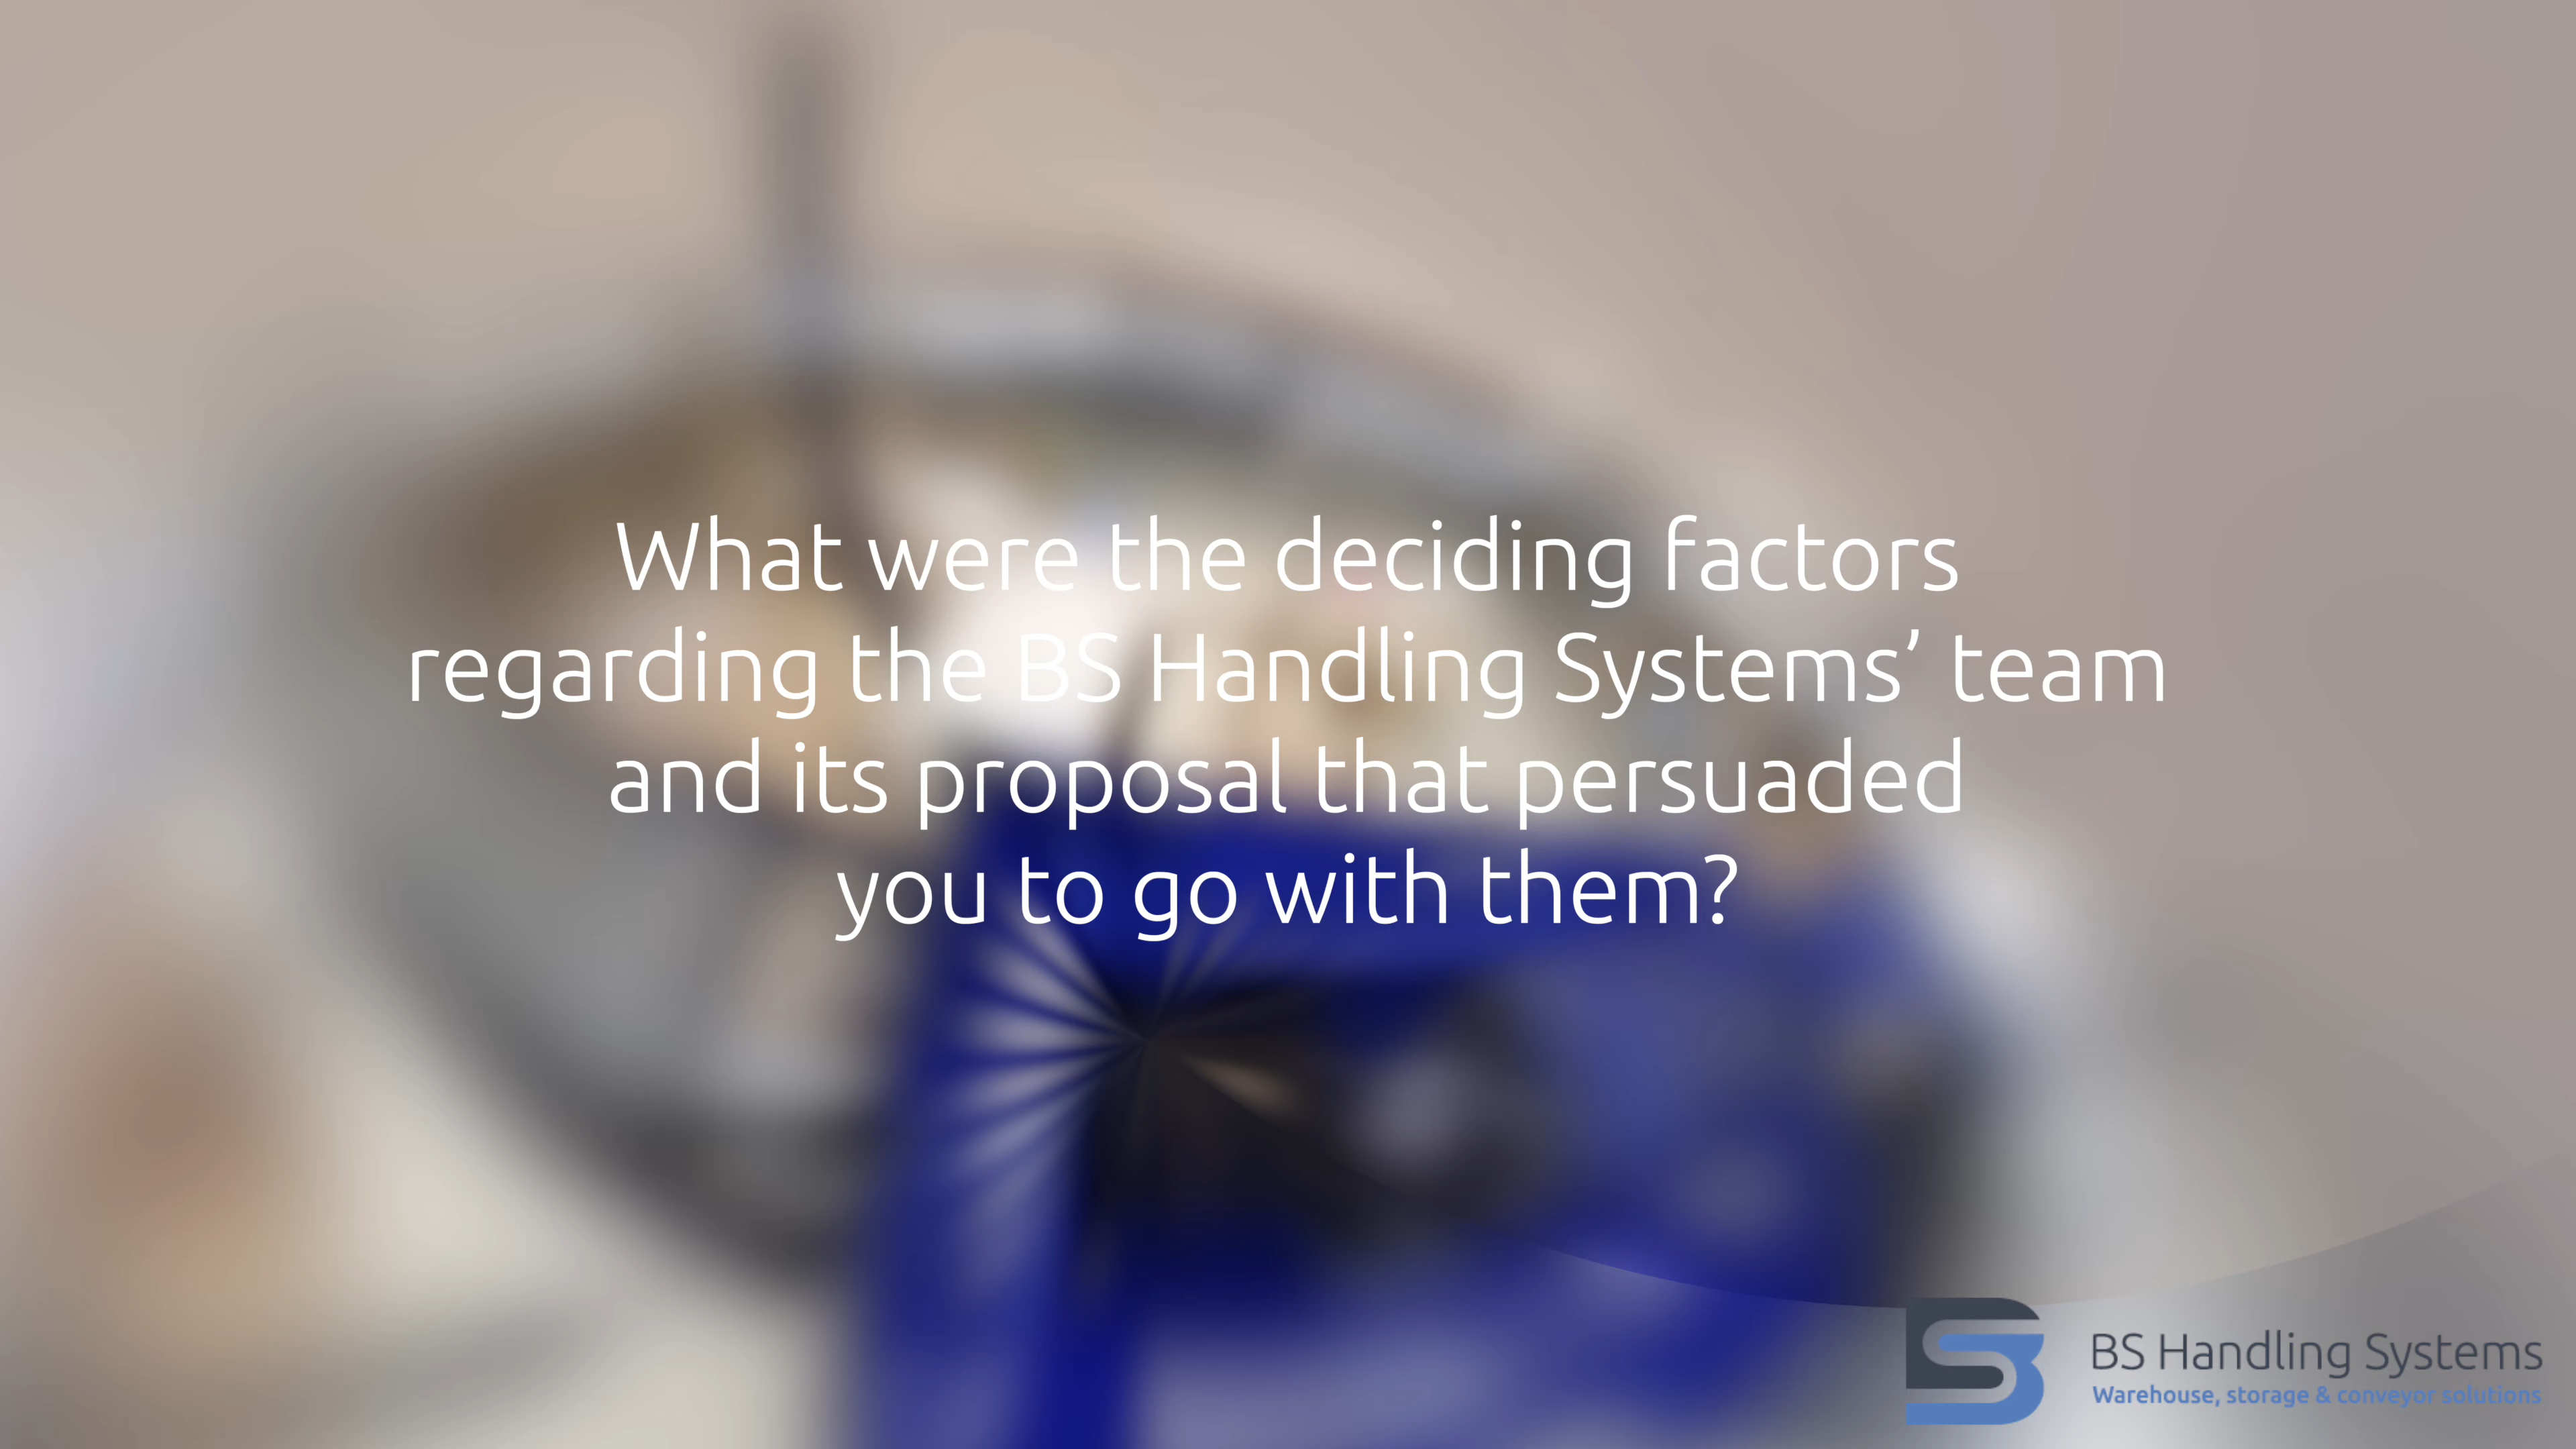 What were the deciding factors
regarding the BS Handling Systems’ team
and its proposal that persuaded
you to go with them?
BS Handling Systems
Warehouse, storage & conveyor solutions